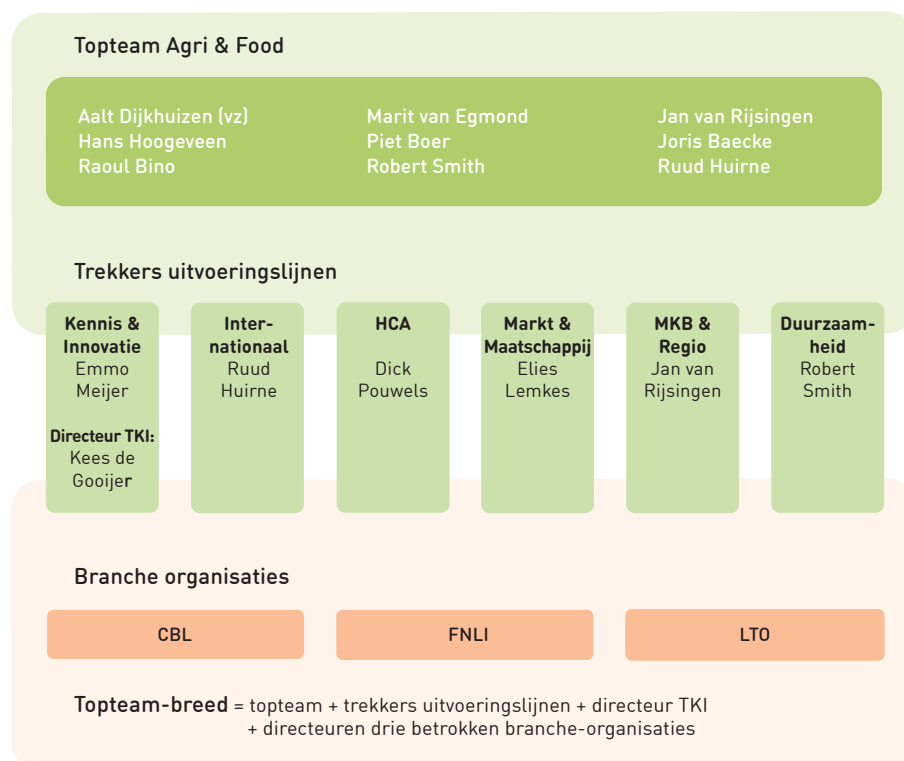 Topteam Agri & Food
Aalt Dijkhuizen (vz)
Hans Hoogeveen
Raoul Bino
Marit van Egmond
Piet Boer
Robert Smith
Jan van Rijsingen
Joris Baecke
Ruud Huirne
Trekkers uitvoeringslijnen
Kennis &
Innovatie
Emmo
Meijer
Directeur TKI:
Kees de
Gooijer
Inter-
nationaal
Ruud
Huirne
HCA
Dick
Pouwels
Markt &
Maatschappij
Elies
Lemkes
MKB &
Regio
Jan van
Rijsingen
Duurzaam-
heid
Robert
Smith
Branche organisaties
CBL
FNLI
LTO
Topteam-breed = topteam + trekkers uitvoeringslijnen + directeur TKI
+ directeuren drie betrokken branche-organisaties